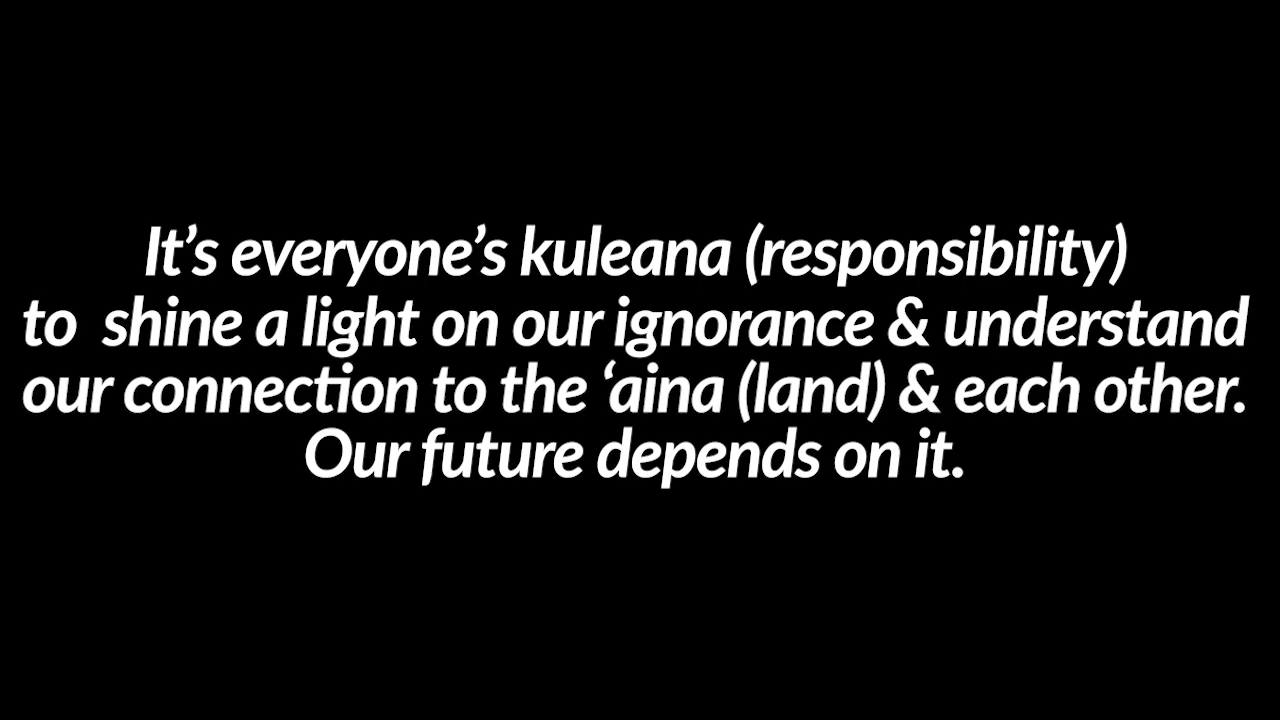 It’s everyone’s kuleana (responsibility)
to  shine a light on our ignorance & understand
our connection to the ‘aina (land) & each other.
Our future depends on it.